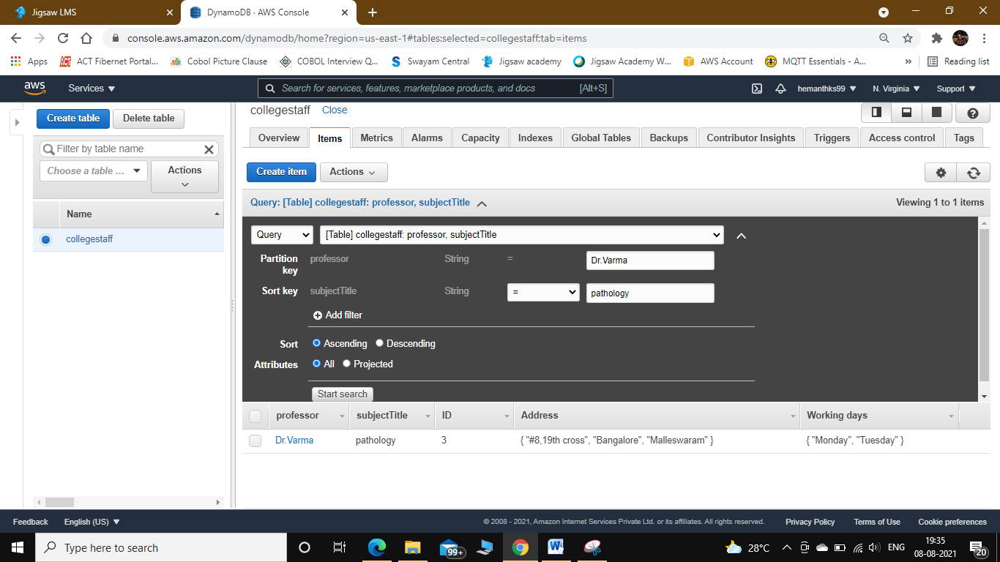 Jigsaw LMS
DynamoDB · AWS Console
console.aws.amazon.com/dynamodb/home?region=us-east-1#tables:selected=collegestaff;tab=items
Apps ACT Fibernet Portal... Cobol Picture Clause COBOL Interview Q... Swayam Central Jigsaw academy Jigsaw Academy W... AWS Account MQTT Essentials - A... » Reading list
aws Services Search for services, features, marketplace products, and docs [Alt+S] hemanthks99 N. Virginia Support
Create table Delete table
Filter by table name
Choose a table ... Actions
Name
collegestaff
collegestaff Close
Overview Items Metrics Alarms Capacity Indexes Global Tables Backups Contributor Insights Triggers Access control Tags
Create item Actions
Query: [Table] collegestaff: professor, subjectTitle Viewing 1 to 1 items
Query [Table] collegestaff: professor, subjectTitle
Partition key professor String = Dr.Varma
Sort key subjectTitle String = pathology
Add filter
Sort Ascending Descending
Attributes All Projected
Start search
professor subjectTitle ID Address Working days
Dr.Varma pathology 3 { "#8,19th cross", "Bangalore", "Malleswaram" } { "Monday", "Tuesday" }
Feedback English (US) © 2008 - 2021, Amazon Internet Services Private Ltd. or its affiliates. All rights reserved. Privacy Policy Terms of Use Cookie preferences
Type here to search 99+ 28°C ENG 19:35
08-08-2021 20